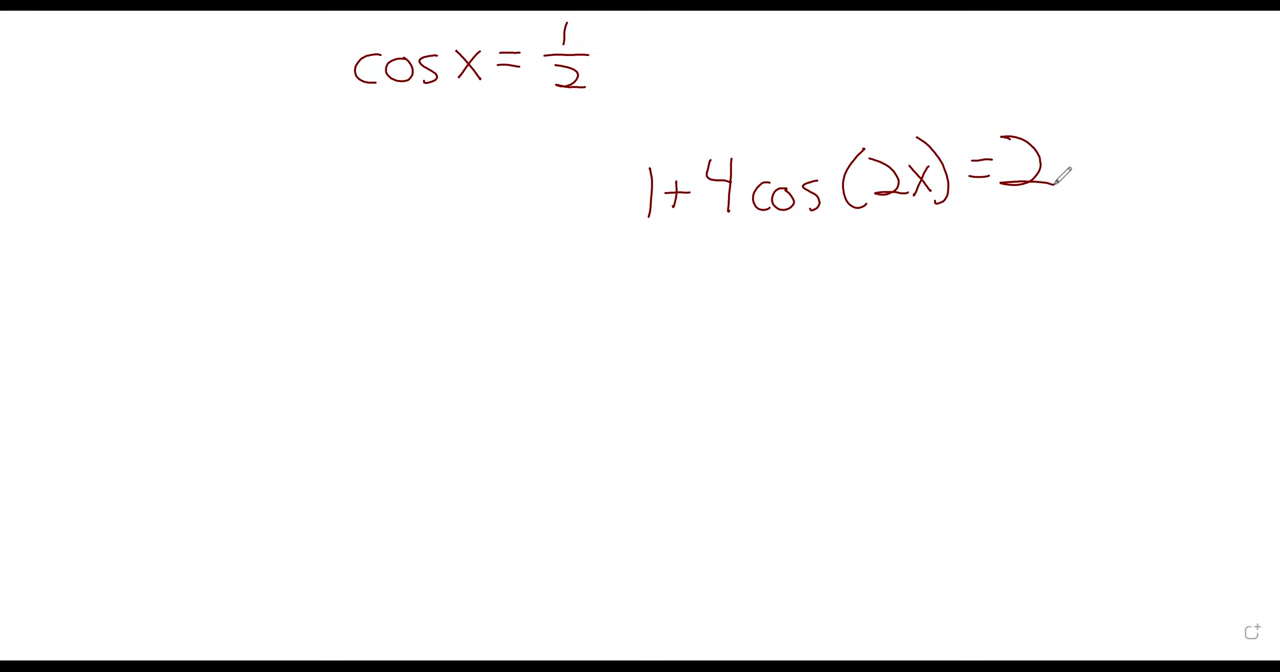 cos x = 1/2
1 + 4 cos (2x) = 2